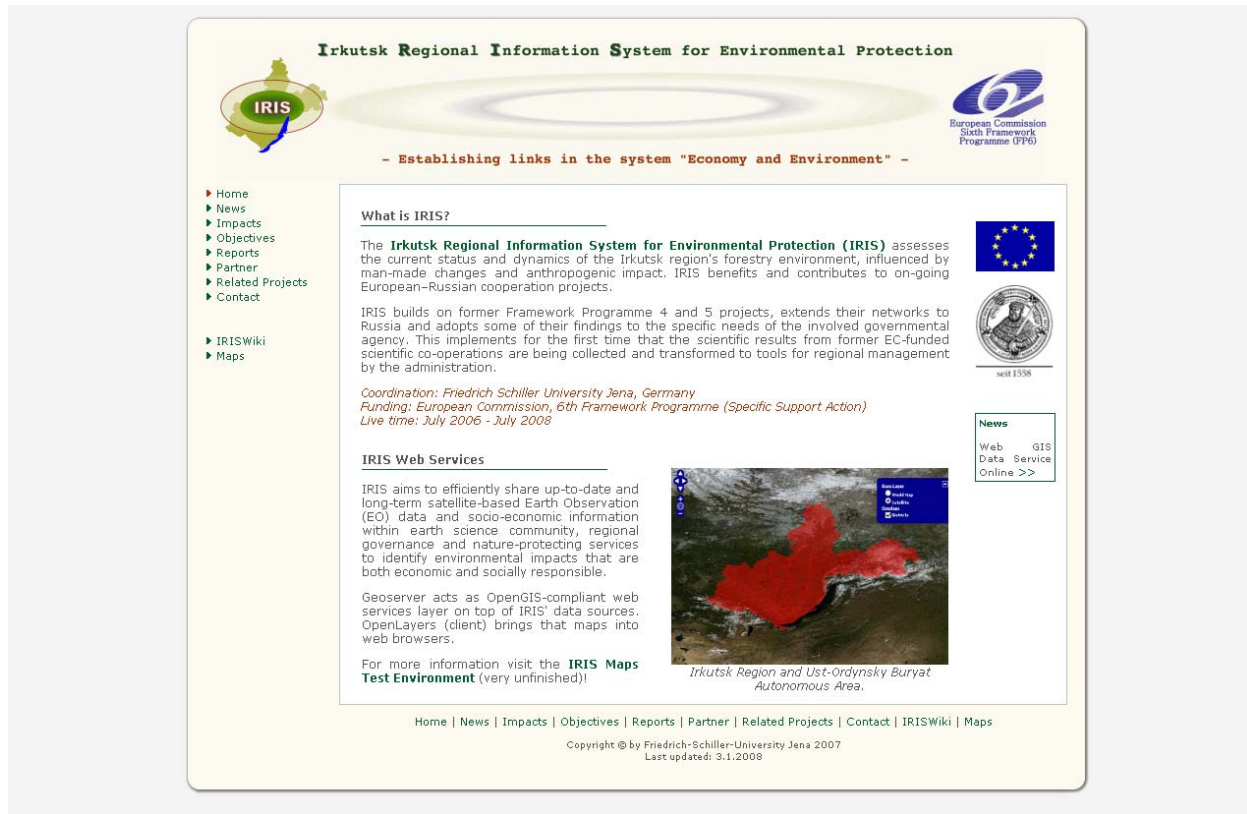 Irkutsk Regional Information System for Environmental Protection
IRIS
European Commission
Sixth Framework
Programme (FP6)
- Establishing links in the system "Economy and Environment" -
Home
News
Impacts
Objectives
Reports
Partner
Related Projects
Contact
IRISWiki
Maps
What is IRIS?
The Irkutsk Regional Information System for Environmental Protection (IRIS) assesses
the current status and dynamics of the Irkutsk region's forestry environment, influenced by
man-made changes and anthropogenic impact. IRIS benefits and contributes to on-going
European–Russian cooperation projects.
IRIS builds on former Framework Programme 4 and 5 projects, extends their networks to
Russia and adopts some of their findings to the specific needs of the involved governmental
agency. This implements for the first time that the scientific results from former EC-funded
scientific co-operations are being collected and transformed to tools for regional management
by the administration.
Coordination: Friedrich Schiller University Jena, Germany
Funding: European Commission, 6th Framework Programme (Specific Support Action)
Live time: July 2006 - July 2008
seit 1558
News
Web GIS
Data Service
Online >>
IRIS Web Services
IRIS aims to efficiently share up-to-date and
long-term satellite-based Earth Observation
(EO) data and socio-economic information
within earth science community, regional
governance and nature-protecting services
to identify environmental impacts that are
both economic and socially responsible.
Geoserver acts as OpenGIS-compliant web
services layer on top of IRIS' data sources.
OpenLayers (client) brings that maps into
web browsers.
For more information visit the IRIS Maps
Test Environment (very unfinished)!
Base Layer
World Map
Satellite
Overlays
Districts
Irkutsk Region and Ust-Ordynsky Buryat
Autonomous Area.
Home | News | Impacts | Objectives | Reports | Partner | Related Projects | Contact | IRISWiki | Maps
Copyright © by Friedrich-Schiller-University Jena 2007
Last updated: 3.1.2008